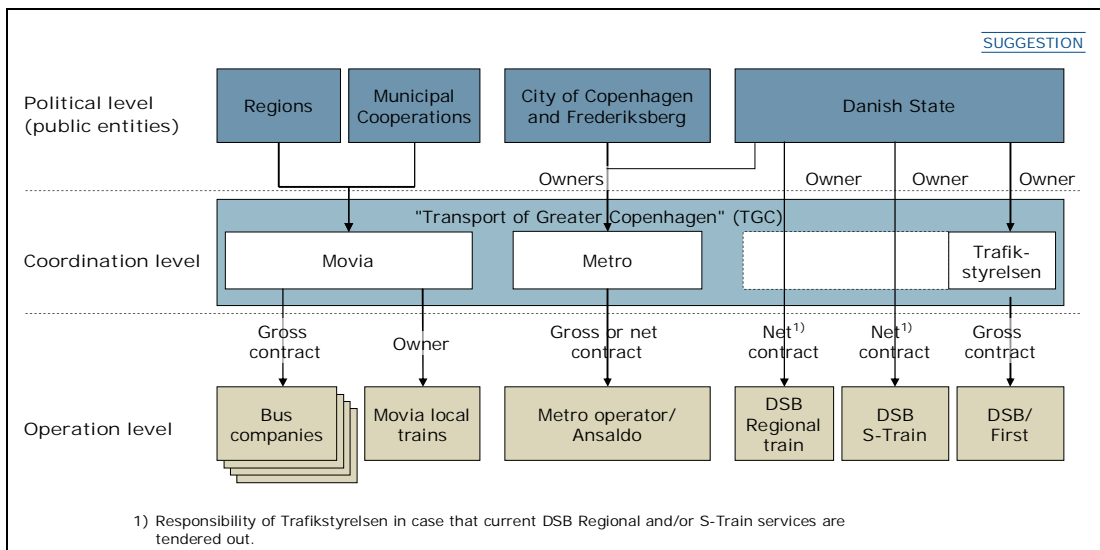 SUGGESTION
Political level
(public entities)
Regions
Municipal
Cooperations
City of Copenhagen
and Frederiksberg
Danish State
Owners
Owner
Owner
Owner
"Transport of Greater Copenhagen" (TGC)
Coordination level
Movia
Metro
Trafik-
styrelsen
Gross
contract
Owner
Gross or net
contract
Net1)
contract
Net1)
contract
Gross
contract
Operation level
Bus
companies
Movia local
trains
Metro operator/
Ansaldo
DSB
Regional
train
DSB
S-Train
DSB/
First
1) Responsibility of Trafikstyrelsen in case that current DSB Regional and/or S-Train services are
tendered out.